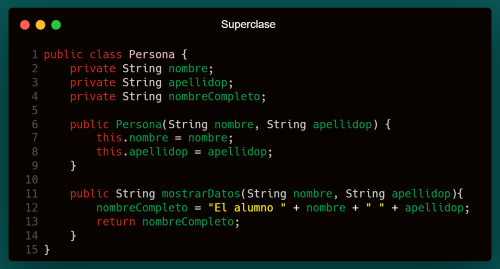 Superclase
1 public class Persona {
2     private String nombre;
3     private String apellidop;
4     private String nombreCompleto;
5
6     public Persona(String nombre, String apellidop) {
7         this.nombre = nombre;
8         this.apellidop = apellidop;
9     }
10
11     public String mostrarDatos(String nombre, String apellidop){
12         nombreCompleto = "El alumno " + nombre + " " + apellidop;
13         return nombreCompleto;
14     }
15 }